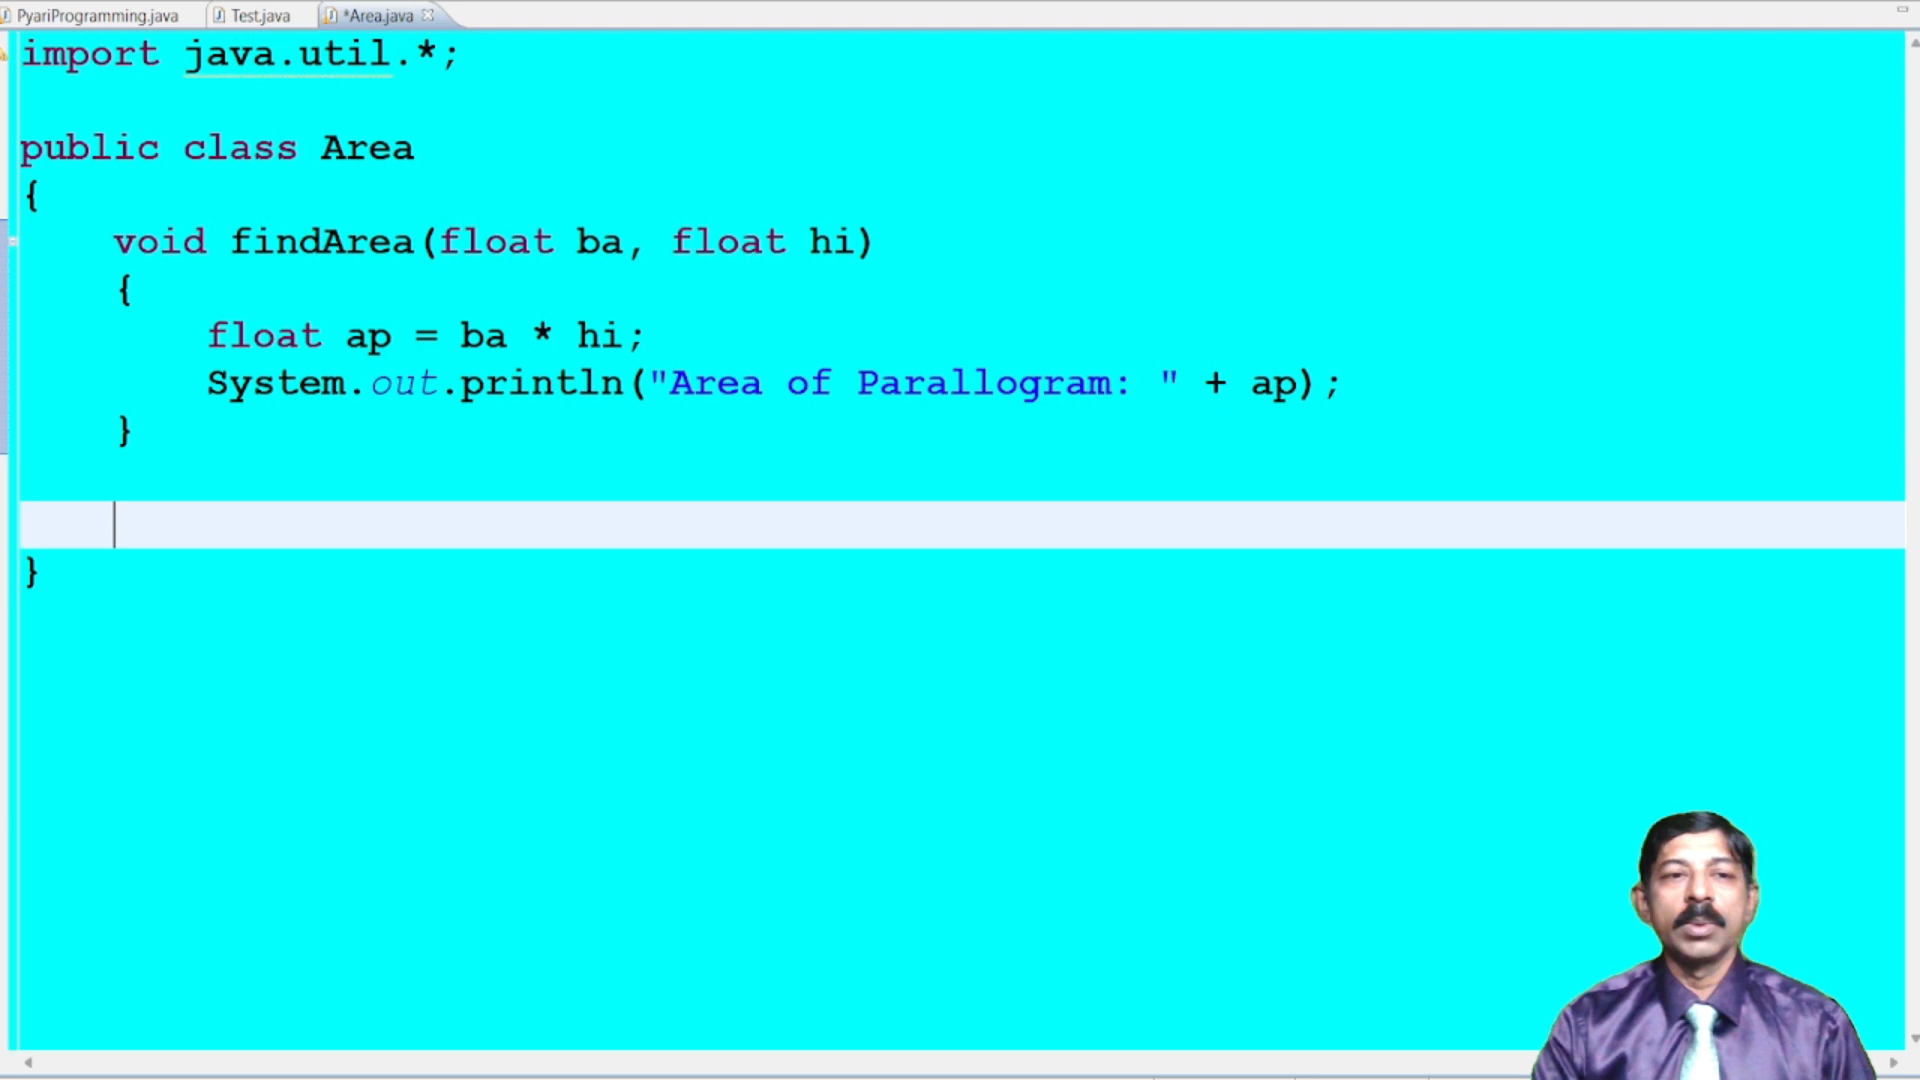 PyariProgramming.java Test.java *Area.java
import java.util.*;
public class Area
{
void findArea(float ba, float hi)
{
float ap = ba * hi;
System.out.println("Area of Parallogram: " + ap);
}
}